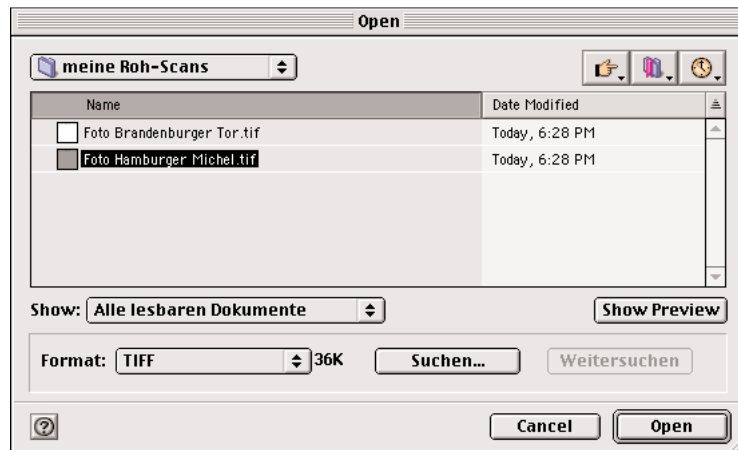 Open
meine Roh-Scans
Name Date Modified
Foto Brandenburger Tor.tif Today, 6:28 PM
Foto Hamburger Michel.tif Today, 6:28 PM
Show: Alle lesbaren Dokumente Show Preview
Format: TIFF 36K Suchen... Weitersuchen
? Cancel Open